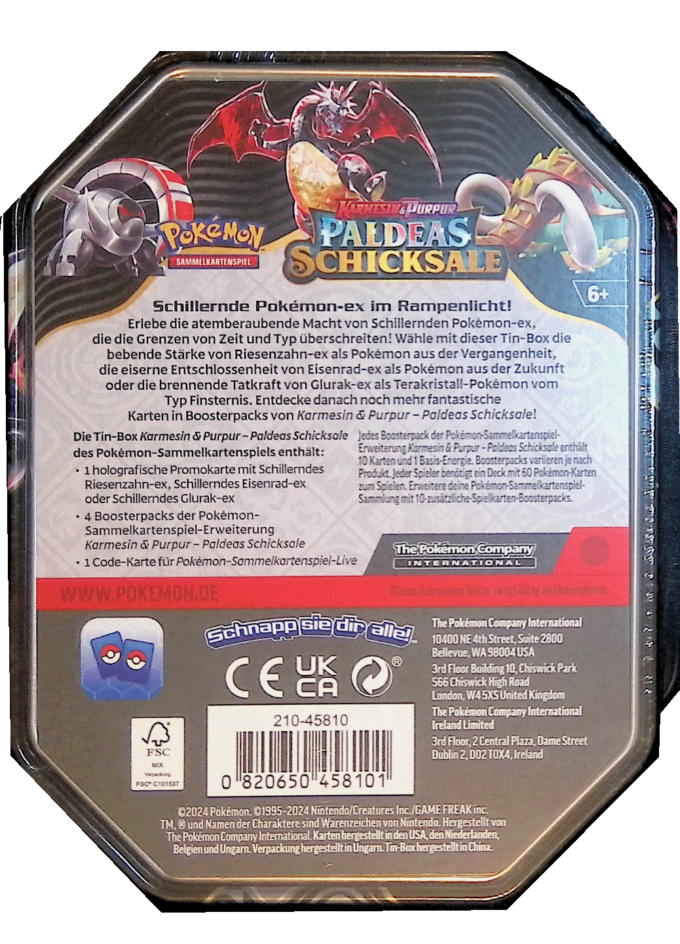 Pokémon
SAMMELKARTENSPIEL
KARMESIN & PURPUR
PALDEAS
SCHICKSALE
6+
Schillernde Pokémon-ex im Rampenlicht!
Erlebe die atemberaubende Macht von Schillernden Pokémon-ex,
die die Grenzen von Zeit und Typ überschreiten! Wähle mit dieser Tin-Box die
bebende Stärke von Riesenzahn-ex als Pokémon aus der Vergangenheit,
die eiserne Entschlossenheit von Eisenrad-ex als Pokémon aus der Zukunft
oder die brennende Tatkraft von Glurak-ex als Terakristall-Pokémon vom
Typ Finsternis. Entdecke danach noch mehr fantastische
Karten in Boosterpacks von Karmesin & Purpur – Paldeas Schicksale!
Die Tin-Box Karmesin & Purpur – Paldeas Schicksale
des Pokémon-Sammelkartenspiels enthält:
• 1 holografische Promokarte mit Schillerndes
Riesenzahn-ex, Schillerndes Eisenrad-ex
oder Schillerndes Glurak-ex
• 4 Boosterpacks der Pokémon-
Sammelkartenspiel-Erweiterung
Karmesin & Purpur – Paldeas Schicksale
• 1 Code-Karte für Pokémon-Sammelkartenspiel-Live
Jedes Boosterpack der Pokémon-Sammelkartenspiel-
Erweiterung Karmesin & Purpur – Paldeas Schicksale enthält
10 Karten und 1 Basis-Energie. Boosterpacks variieren je nach
Produkt. Jeder Spieler benötigt ein Deck mit 60 Pokémon-Karten
zum Spielen. Erweitere deine Pokémon-Sammelkartenspiel-
Sammlung mit 10-zusätzliche-Spielkarten-Boosterpacks.
The Pokémon Company
INTERNATIONAL
WWW.POKEMON.DE
Diese Adressen bitte sorgfältig aufbewahren.
Schnapp sie dir alle!™
CE UK
CA ®
The Pokémon Company International
10400 NE 4th Street, Suite 2800
Bellevue, WA 98004 USA
3rd Floor Building 10, Chiswick Park
566 Chiswick High Road
London, W4 5XS United Kingdom
The Pokémon Company International
Ireland Limited
3rd Floor, 2 Central Plaza, Dame Street
Dublin 2, D02 T0X4, Ireland
FSC
MIX
Verpackung
FSC® C101537
210-45810
0 820650 458101
©2024 Pokémon. ©1995–2024 Nintendo/Creatures Inc./GAME FREAK inc.
TM, ® und Namen der Charaktere sind Warenzeichen von Nintendo. Hergestellt von
The Pokémon Company International. Karten hergestellt in den USA, den Niederlanden,
Belgien und Ungarn. Verpackung hergestellt in Ungarn. Tin-Box hergestellt in China.